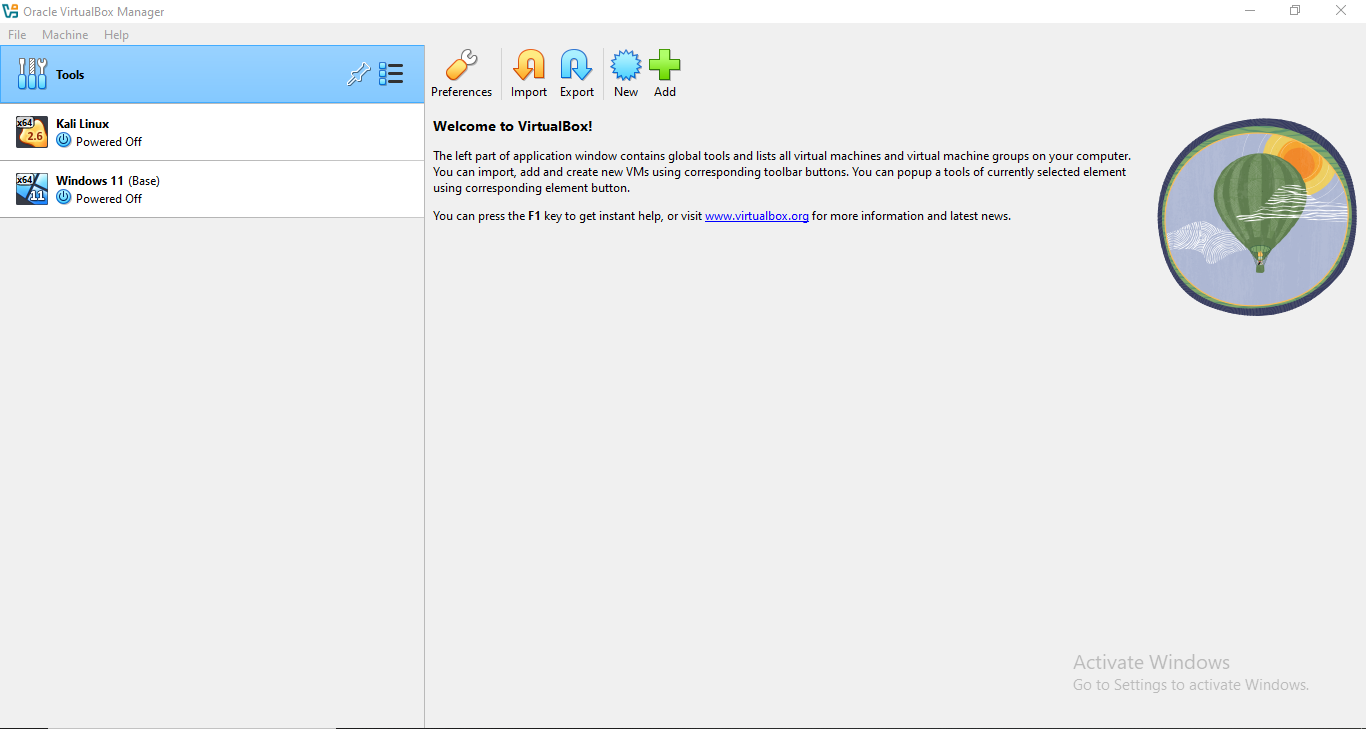 Oracle VirtualBox Manager
File Machine Help
Tools
Preferences Import Export New Add
x64
2.6
Kali Linux
Powered Off
x64
11
Windows 11 (Base)
Powered Off
Welcome to VirtualBox!
The left part of application window contains global tools and lists all virtual machines and virtual machine groups on your computer.
You can import, add and create new VMs using corresponding toolbar buttons. You can popup a tools of currently selected element
using corresponding element button.
You can press the F1 key to get instant help, or visit www.virtualbox.org for more information and latest news.
Activate Windows
Go to Settings to activate Windows.